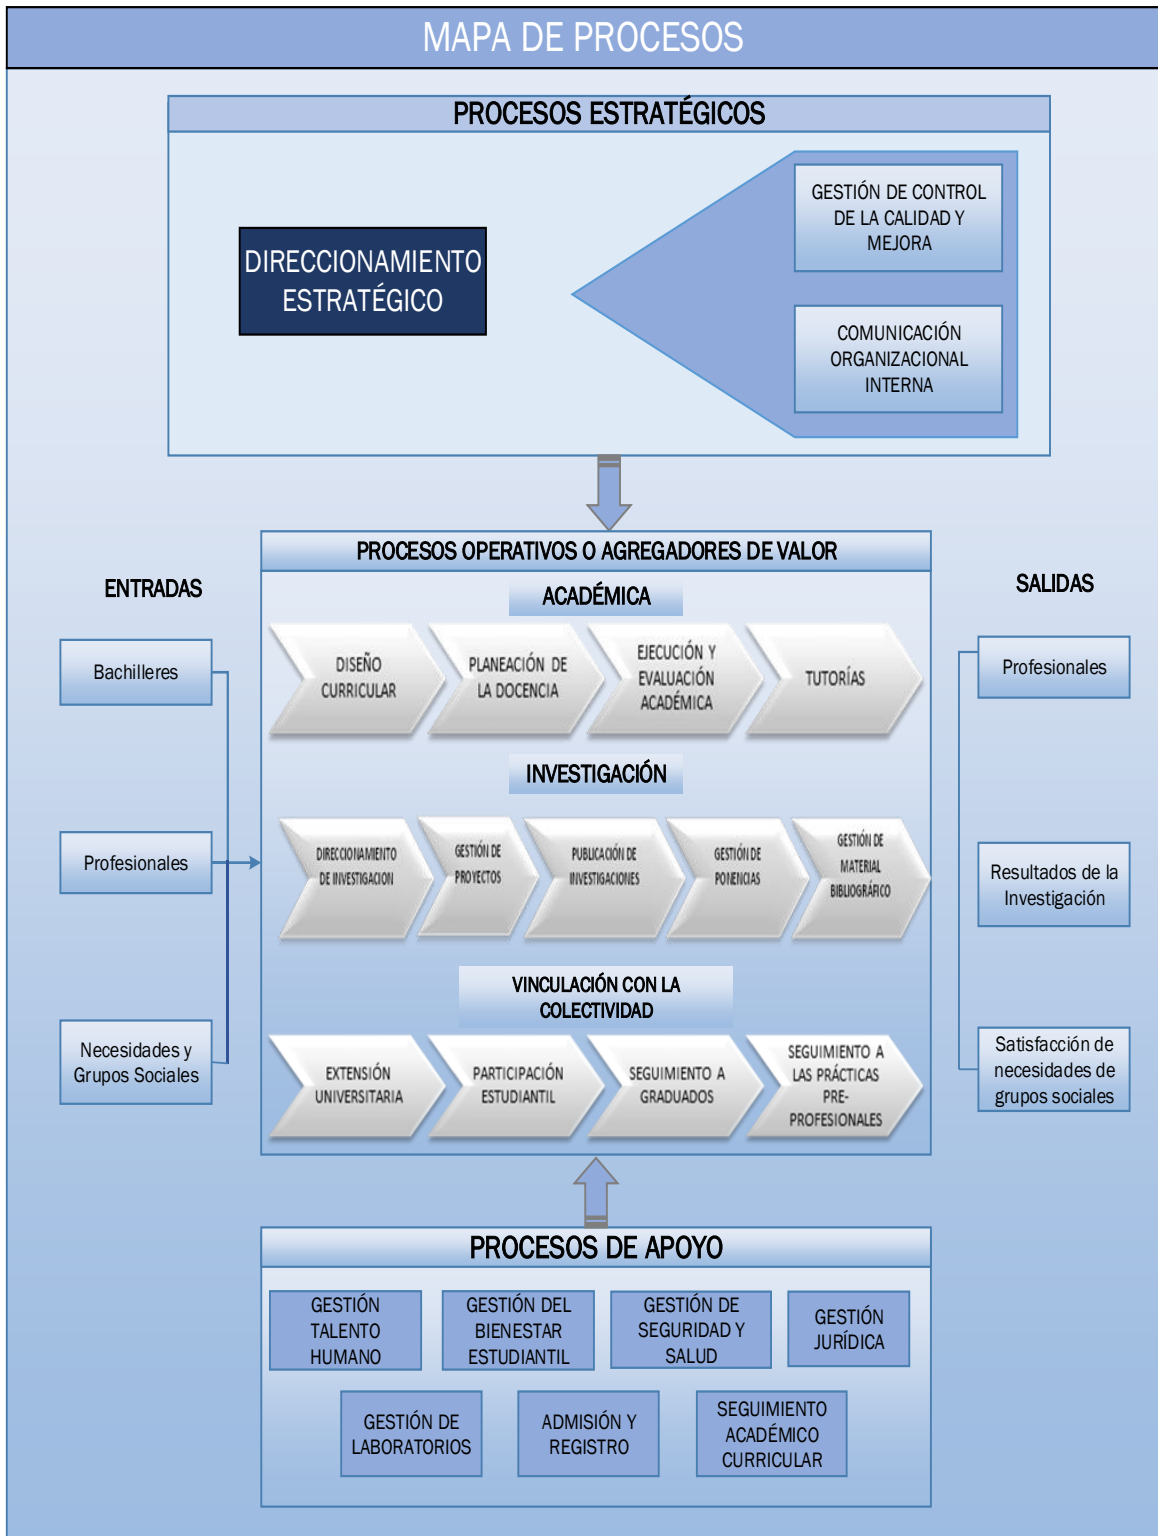 MAPA DE PROCESOS
PROCESOS ESTRATÉGICOS
DIRECCIONAMIENTO
ESTRATÉGICO
GESTIÓN DE CONTROL
DE LA CALIDAD Y
MEJORA
COMUNICACIÓN
ORGANIZACIONAL
INTERNA
PROCESOS OPERATIVOS O AGREGADORES DE VALOR
ENTRADAS
Bachilleres
Profesionales
Necesidades y
Grupos Sociales
ACADÉMICA
DISEÑO
CURRICULAR
PLANEACIÓN DE
LA DOCENCIA
EJECUCIÓN Y
EVALUACIÓN
ACADÉMICA
TUTORÍAS
INVESTIGACIÓN
DIRECCIONAMIENTO
DE INVESTIGACION
GESTIÓN DE
PROYECTOS
PUBLICACIÓN DE
INVESTIGACIONES
GESTIÓN DE
PONENCIAS
GESTIÓN DE
MATERIAL
BIBLIOGRÁFICO
VINCULACIÓN CON LA
COLECTIVIDAD
EXTENSIÓN
UNIVERSITARIA
PARTICIPACIÓN
ESTUDIANTIL
SEGUIMIENTO A
GRADUADOS
SEGUIMIENTO A
LAS PRÁCTICAS
PRE-
PROFESIONALES
SALIDAS
Profesionales
Resultados de la
Investigación
Satisfacción de
necesidades de
grupos sociales
PROCESOS DE APOYO
GESTIÓN
TALENTO
HUMANO
GESTIÓN DEL
BIENESTAR
ESTUDIANTIL
GESTIÓN DE
SEGURIDAD Y
SALUD
GESTIÓN
JURÍDICA
GESTIÓN DE
LABORATORIOS
ADMISIÓN Y
REGISTRO
SEGUIMIENTO
ACADÉMICO
CURRICULAR